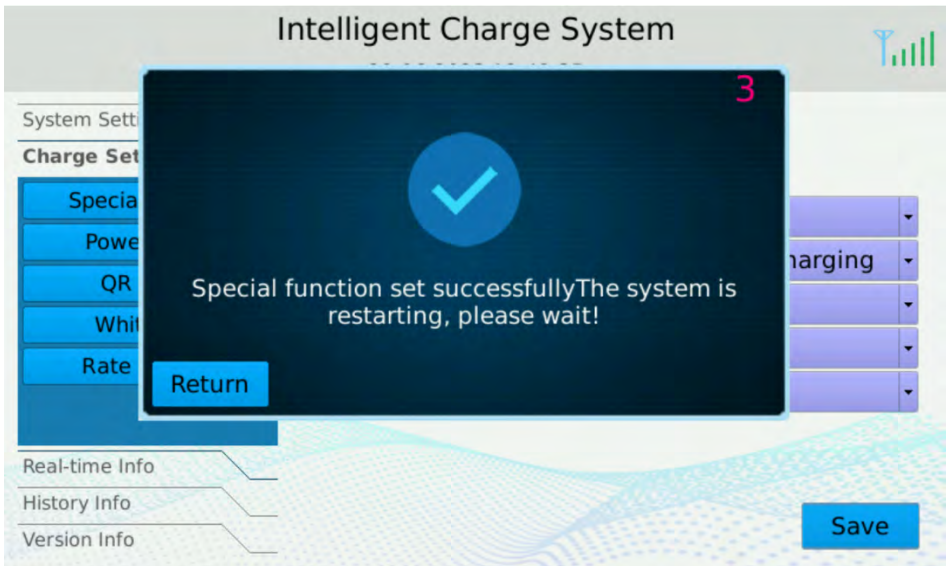 Intelligent Charge System
3
System Setti
Charge Set
Specia
Powe
QR
Whit
Rate
harging
Special function set successfullyThe system is
restarting, please wait!
Return
Real-time Info
History Info
Version Info
Save